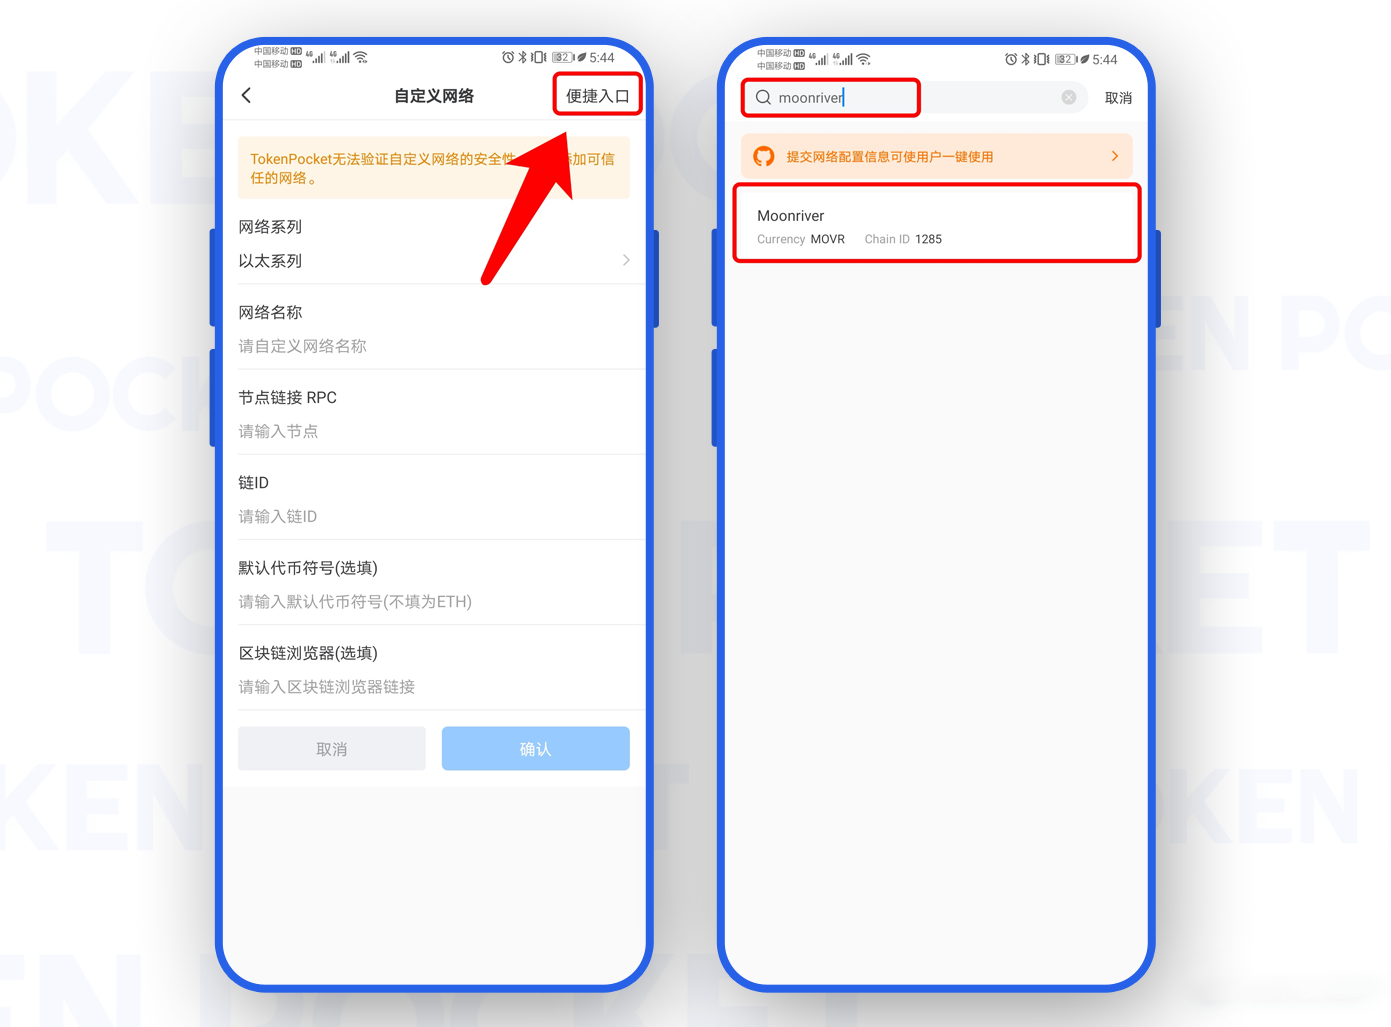 中国移动 HD 4G 4G 32 5:44
中国移动 HD
自定义网络
便捷入口
TokenPocket无法验证自定义网络的安全性
添加可信
任的网络。
网络系列
以太系列
网络名称
请自定义网络名称
节点链接 RPC
请输入节点
链ID
请输入链ID
默认代币符号(选填)
请输入默认代币符号(不填为ETH)
区块链浏览器(选填)
请输入区块链浏览器链接
取消
确认
中国移动 HD 4G 4G 32 5:44
中国移动 HD
moonriver
取消
提交网络配置信息可使用户一键使用
Moonriver
Currency MOVR Chain ID 1285